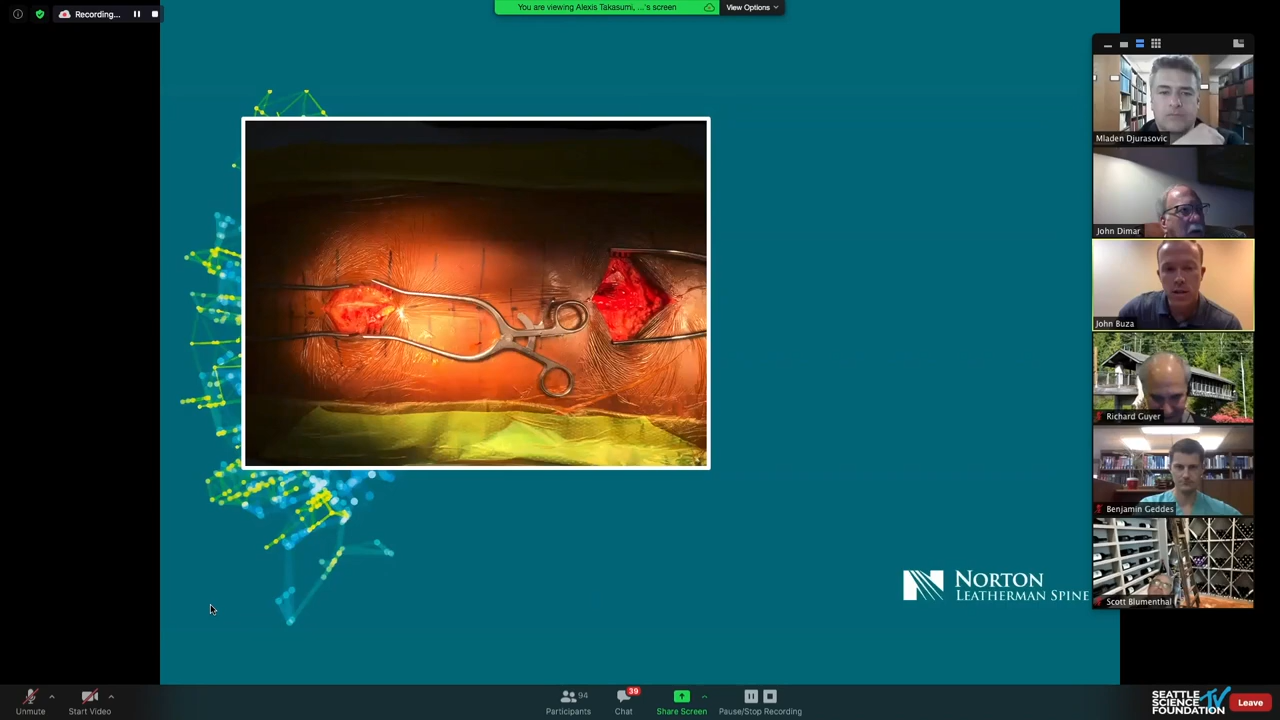 Recording...
You are viewing Alexis Takasumi, ...'s screen
View Options
Mladen Djurasovic
John Dimar
John Buza
Richard Guyer
Benjamin Geddes
Scott Blumenthal
NORTON
LEATHERMAN SPINE
Unmute
Start Video
Participants
94
Chat
39
Share Screen
Pause/Stop Recording
SEATTLE
SCIENCE
FOUNDATION
TV
Leave